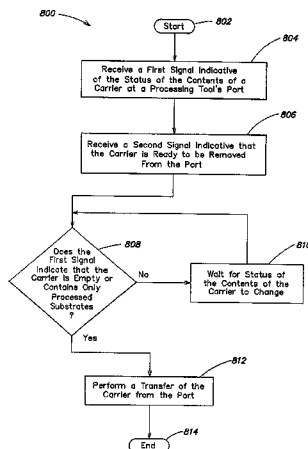 800
Start
802
804
Receive a First Signal Indicative
of the Status of the Contents of a
Carrier at a Processing Tool's Port
806
Receive a Second Signal Indicative that
the Carrier is Ready to be Removed
From the Port
808
Does the
First Signal
Indicate that the
Carrier is Empty or
Contains Only
Processed
Substrates
?
No
810
Wait for Status of
the Contents of the
Carrier to Change
Yes
812
Perform a Transfer of the
Carrier from the Port
End
814